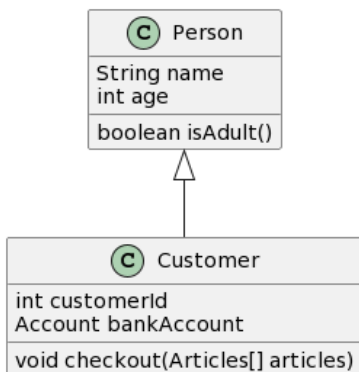 C Person
String name
int age
boolean isAdult()
C Customer
int customerId
Account bankAccount
void checkout(Articles[] articles)